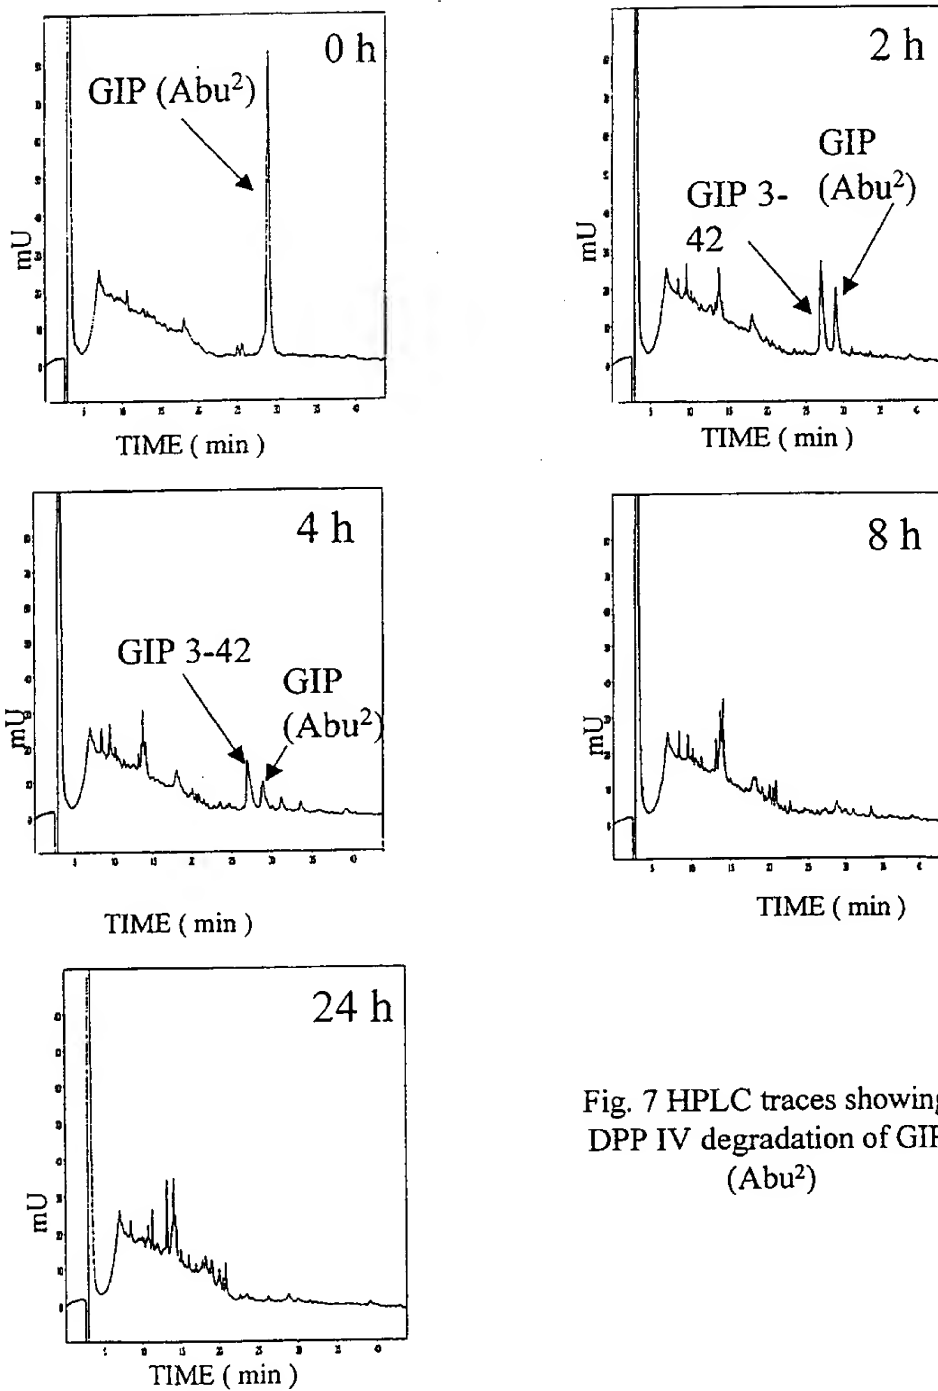 0 h
GIP (Abu²)
mU
TIME ( min )
2 h
GIP
(Abu²)
GIP 3-
42
mU
TIME ( min )
4 h
GIP 3-42
GIP
(Abu²)
mU
TIME ( min )
8 h
mU
TIME ( min )
24 h
mU
TIME ( min )
Fig. 7 HPLC traces showing
DPP IV degradation of GIP
(Abu²)